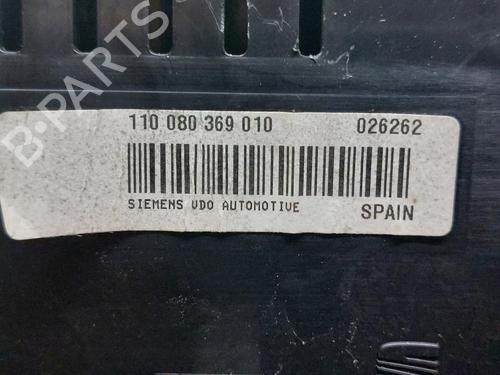 B-PARTS
110 080 369 010 026262
SIEMENS VDO AUTOMOTIVE SPAIN